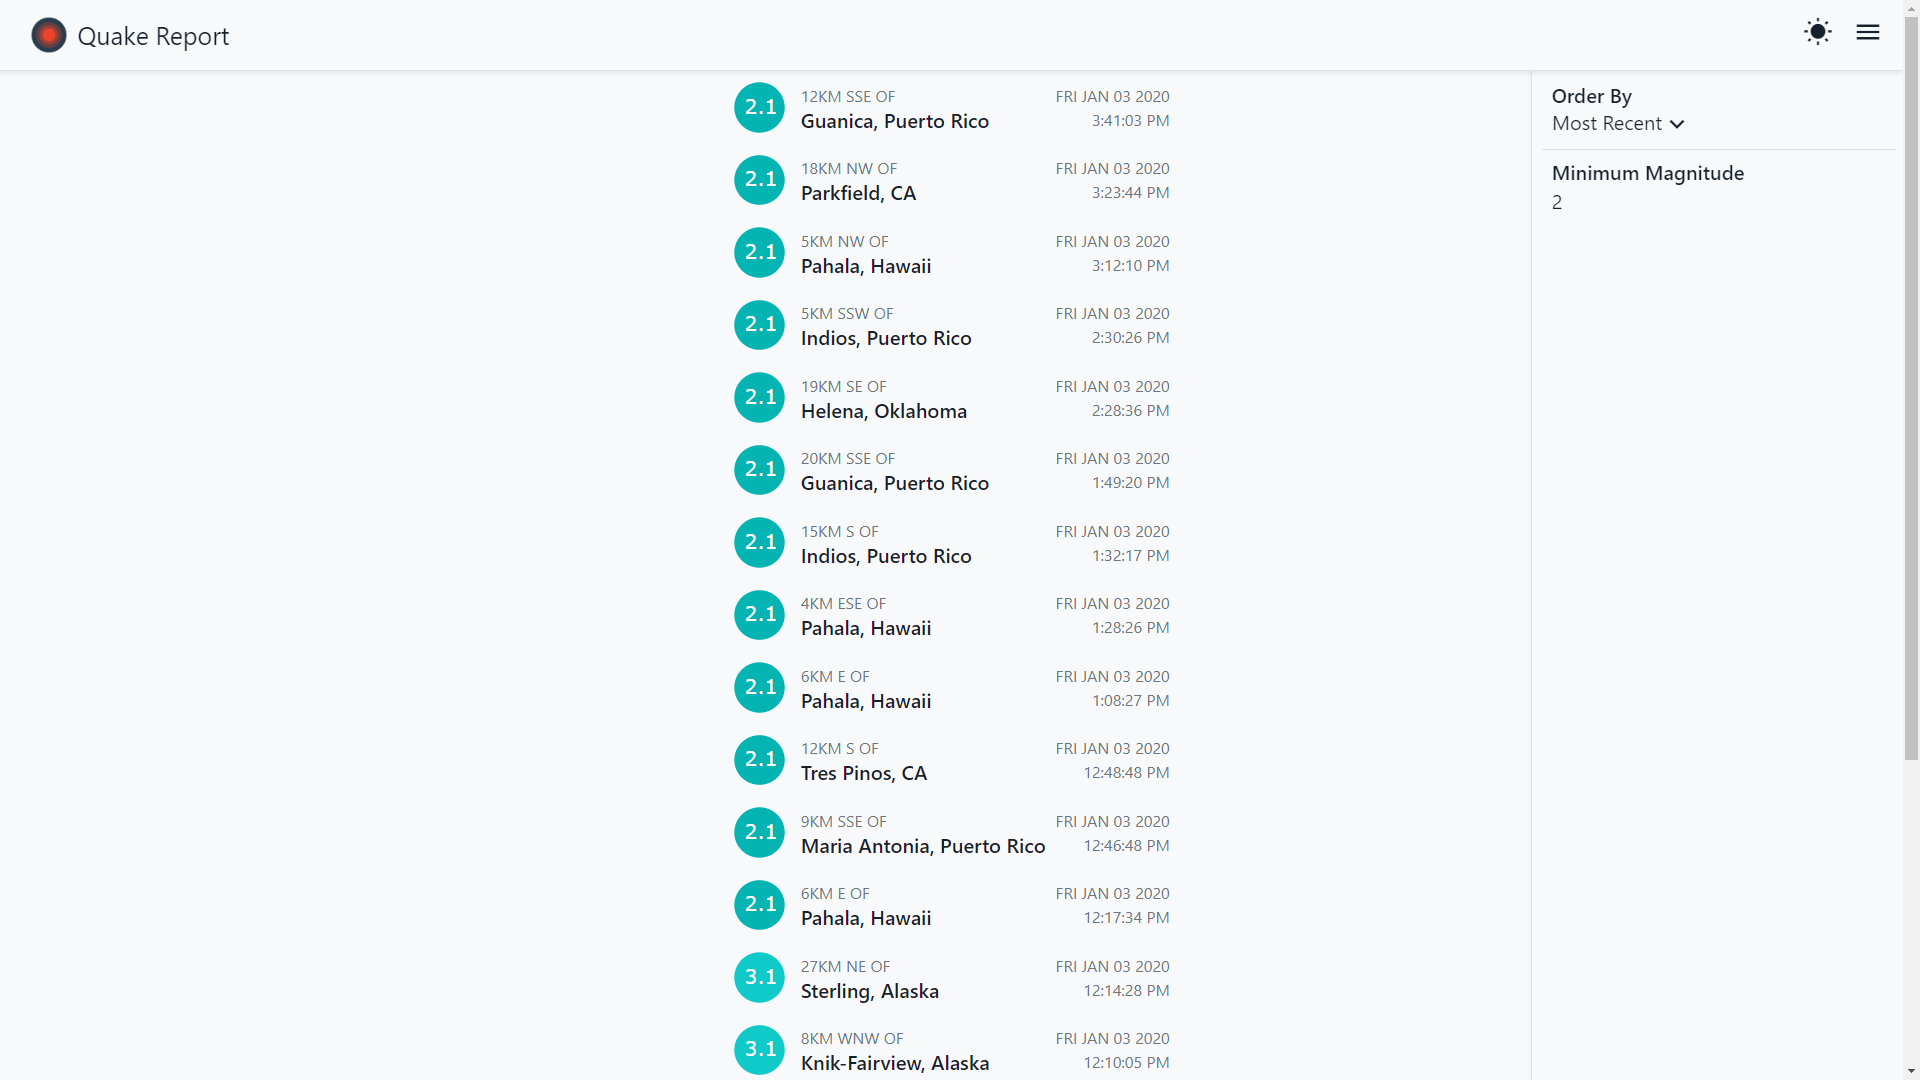 Quake Report
2.1
12KM SSE OF
Guanica, Puerto Rico
FRI JAN 03 2020
3:41:03 PM
2.1
18KM NW OF
Parkfield, CA
FRI JAN 03 2020
3:23:44 PM
2.1
5KM NW OF
Pahala, Hawaii
FRI JAN 03 2020
3:12:10 PM
2.1
5KM SSW OF
Indios, Puerto Rico
FRI JAN 03 2020
2:30:26 PM
2.1
19KM SE OF
Helena, Oklahoma
FRI JAN 03 2020
2:28:36 PM
2.1
20KM SSE OF
Guanica, Puerto Rico
FRI JAN 03 2020
1:49:20 PM
2.1
15KM S OF
Indios, Puerto Rico
FRI JAN 03 2020
1:32:17 PM
2.1
4KM ESE OF
Pahala, Hawaii
FRI JAN 03 2020
1:28:26 PM
2.1
6KM E OF
Pahala, Hawaii
FRI JAN 03 2020
1:08:27 PM
2.1
12KM S OF
Tres Pinos, CA
FRI JAN 03 2020
12:48:48 PM
2.1
9KM SSE OF
Maria Antonia, Puerto Rico
FRI JAN 03 2020
12:46:48 PM
2.1
6KM E OF
Pahala, Hawaii
FRI JAN 03 2020
12:17:34 PM
3.1
27KM NE OF
Sterling, Alaska
FRI JAN 03 2020
12:14:28 PM
3.1
8KM WNW OF
Knik-Fairview, Alaska
FRI JAN 03 2020
12:10:05 PM
Order By
Most Recent
Minimum Magnitude
2